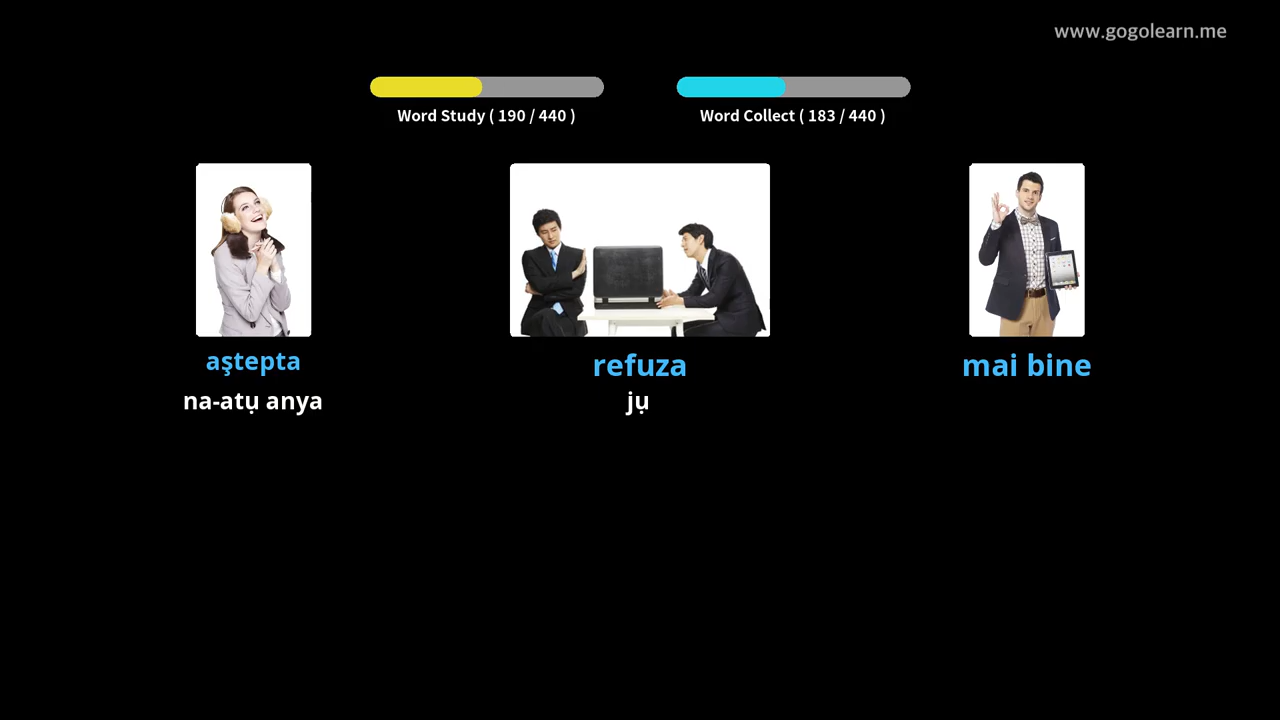 www.gogolearn.me
Word Study ( 190 / 440 )
Word Collect ( 183 / 440 )
aştepta
refuza
mai bine
na-atụ anya
jụ